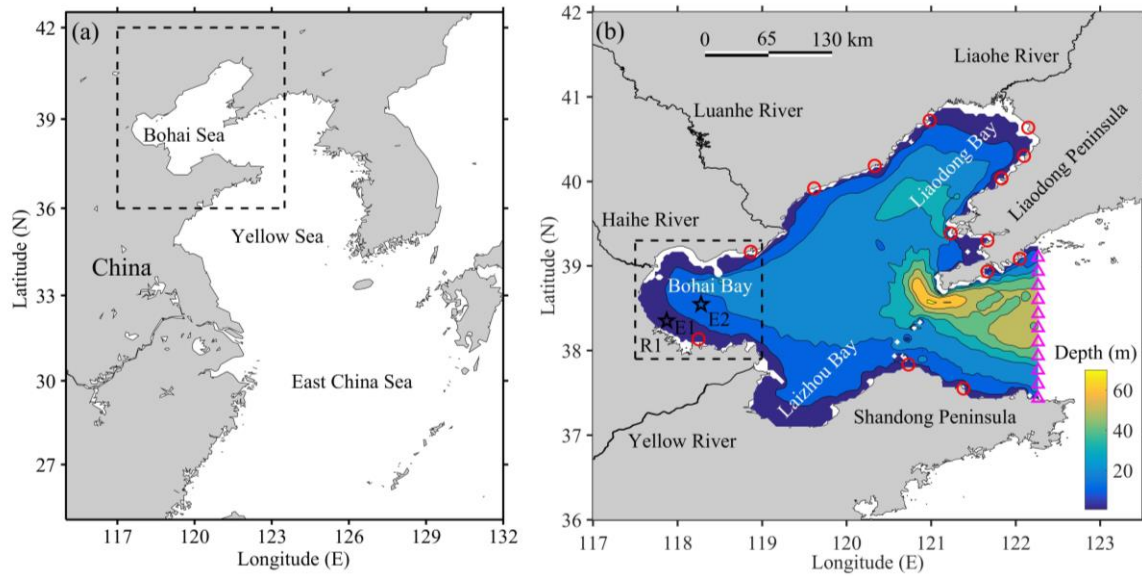 (a)
42
39
36
33
30
27
Latitude (N)
Bohai Sea
Yellow Sea
China
East China Sea
117
120
123
126
129
132
Longitude (E)
(b)
0 65 130 km
Liaohe River
Luanhe River
Liaodong Bay
Liaodong Peninsula
Haihe River
Bohai Bay
E2
E1
R1
Laizhou Bay
Shandong Peninsula
Yellow River
Depth (m)
60
40
20
42
41
40
39
38
37
36
Latitude (N)
117
118
119
120
121
122
123
Longitude (E)